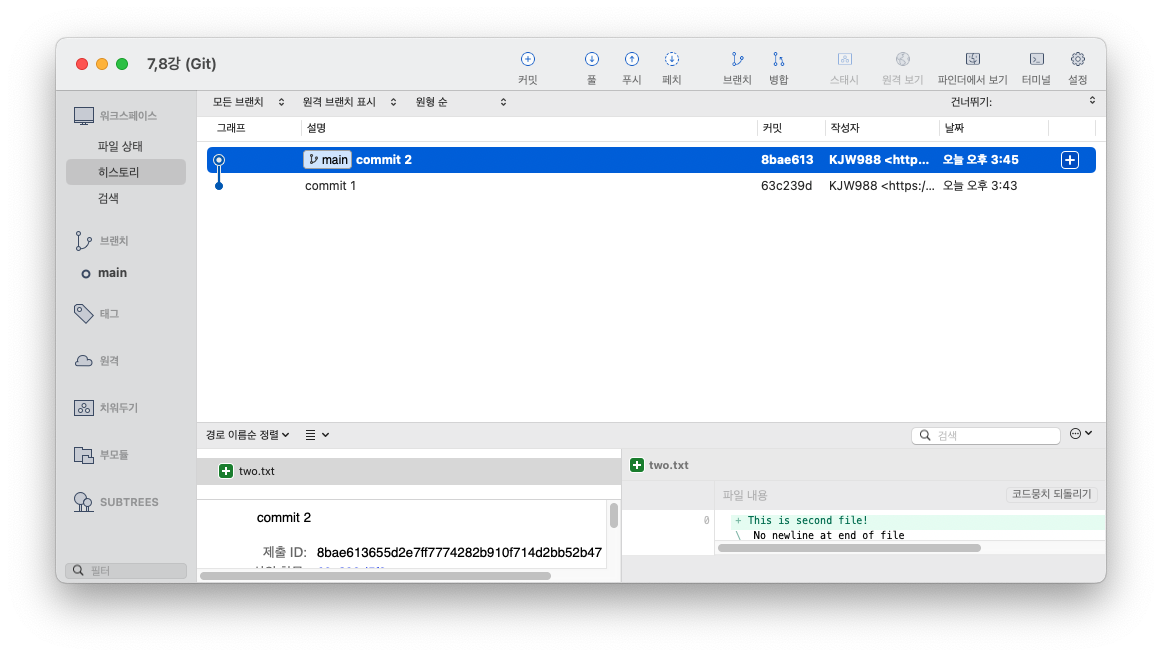 7,8강 (Git)
커밋 풀 푸시 페치 브랜치 병합 스태시 원격 보기 파인더에서 보기 터미널 설정
워크스페이스
파일 상태
히스토리
검색
브랜치
main
태그
원격
치워두기
부모듈
SUBTREES
필터
모든 브랜치 원격 브랜치 표시 원형 순 건너뛰기:
그래프 설명 커밋 작성자 날짜
main commit 2 8bae613 KJW988 <http... 오늘 오후 3:45
commit 1 63c239d KJW988 <https:/... 오늘 오후 3:43
경로 이름순 정렬 검색
two.txt
commit 2
제출 ID: 8bae613655d2e7ff7774282b910f714d2bb52b47
two.txt
파일 내용 코드뭉치 되돌리기
0 + This is second file!
\ No newline at end of file